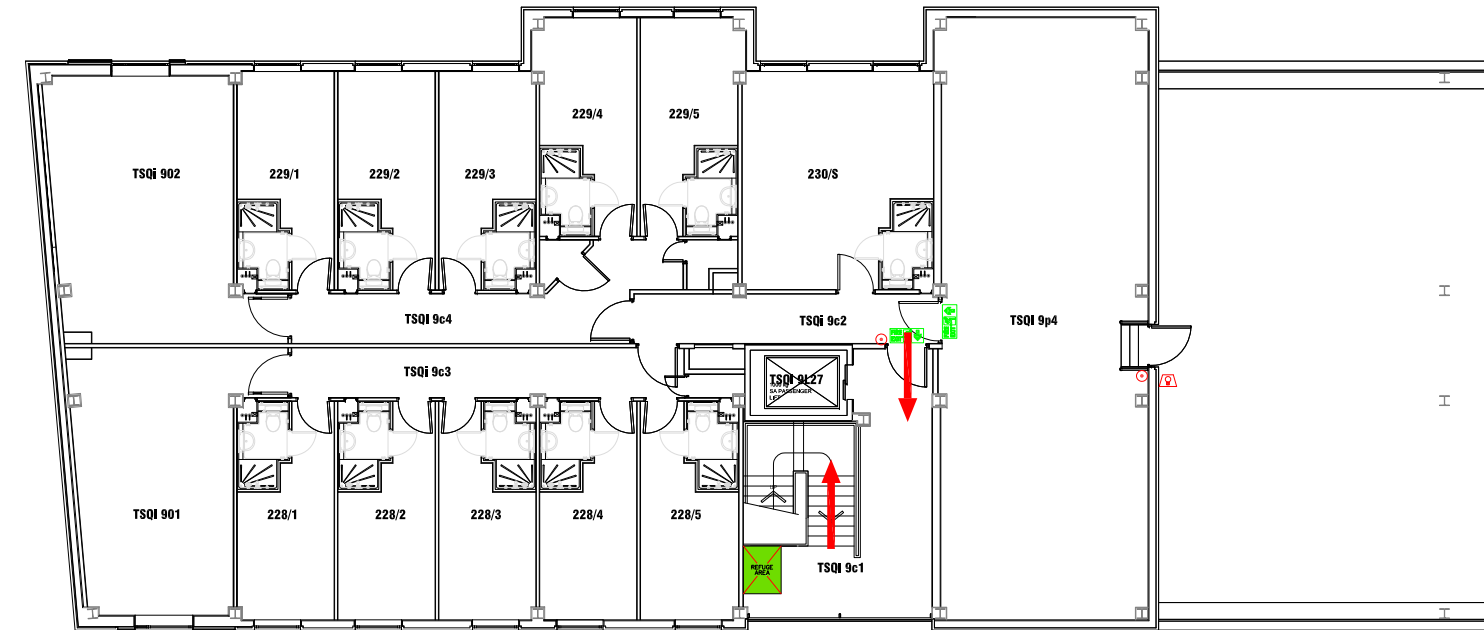 229/4
229/5
TSQi 902
229/1
229/2
229/3
230/S
TSQI 9c4
TSQi 9c2
TSQI 9p4
TSQi 9c3
TSQI 9L27
SA PASSENGER
LIFT
TSQI 901
228/1
228/2
228/3
228/4
228/5
REFUGE
AREA
TSQI 9c1